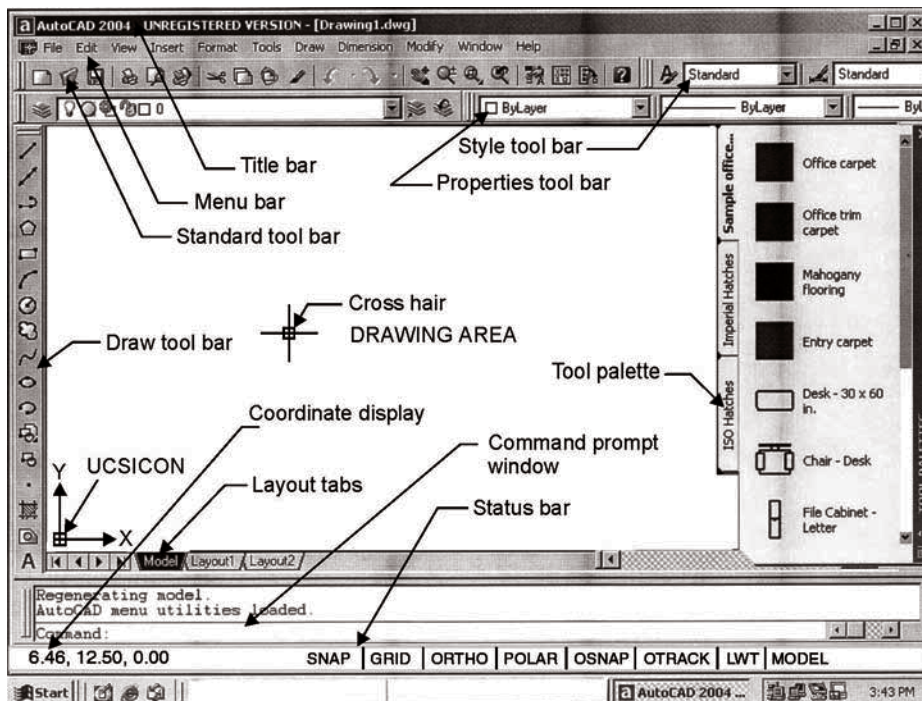 AutoCAD 2004 - UNREGISTERED VERSION - [Drawing1.dwg]
File Edit View Insert Format Tools Draw Dimension Modify Window Help
Standard Standard
0 ByLayer ByLayer
Title bar
Menu bar
Standard tool bar
Style tool bar
Properties tool bar
Cross hair
DRAWING AREA
Draw tool bar
Tool palette
Coordinate display
Command prompt
window
UCSICON
Layout tabs
Status bar
Y
X
Sample office...
Imperial Hatches
ISO Hatches
Office carpet
Office trim
carpet
Mahogany
flooring
Entry carpet
Desk - 30 x 60
in.
Chair - Desk
File Cabinet -
Letter
A Model Layout1 Layout2
Regenerating model.
AutoCAD menu utilities loaded.
Command:
6.46, 12.50, 0.00 SNAP GRID ORTHO POLAR OSNAP OTRACK LWT MODEL
Start AutoCAD 2004 ... 3:43 PM